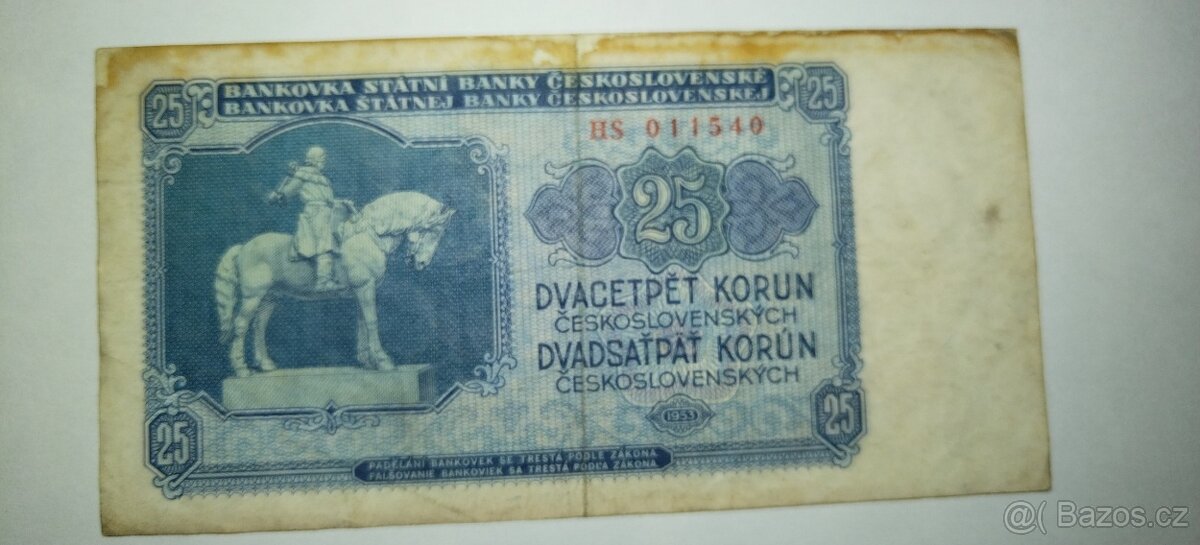 BANKOVKA STÁTNÍ BANKY ČESKOSLOVENSKÉ
BANKOVKA ŠTÁTNEJ BANKY ČESKOSLOVENSKEJ
25
25
HS 011540
25
DVACETPĚT KORUN
ČESKOSLOVENSKÝCH
DVADSAŤPÄŤ KORÚN
ČESKOSLOVENSKÝCH
1953
25
25
PADĚLÁNÍ BANKOVEK SE TRESTÁ PODLE ZÁKONA
FALŠOVANIE BANKOVIEK SA TRESTÁ PODĽA ZÁKONA
@( Bazos.cz